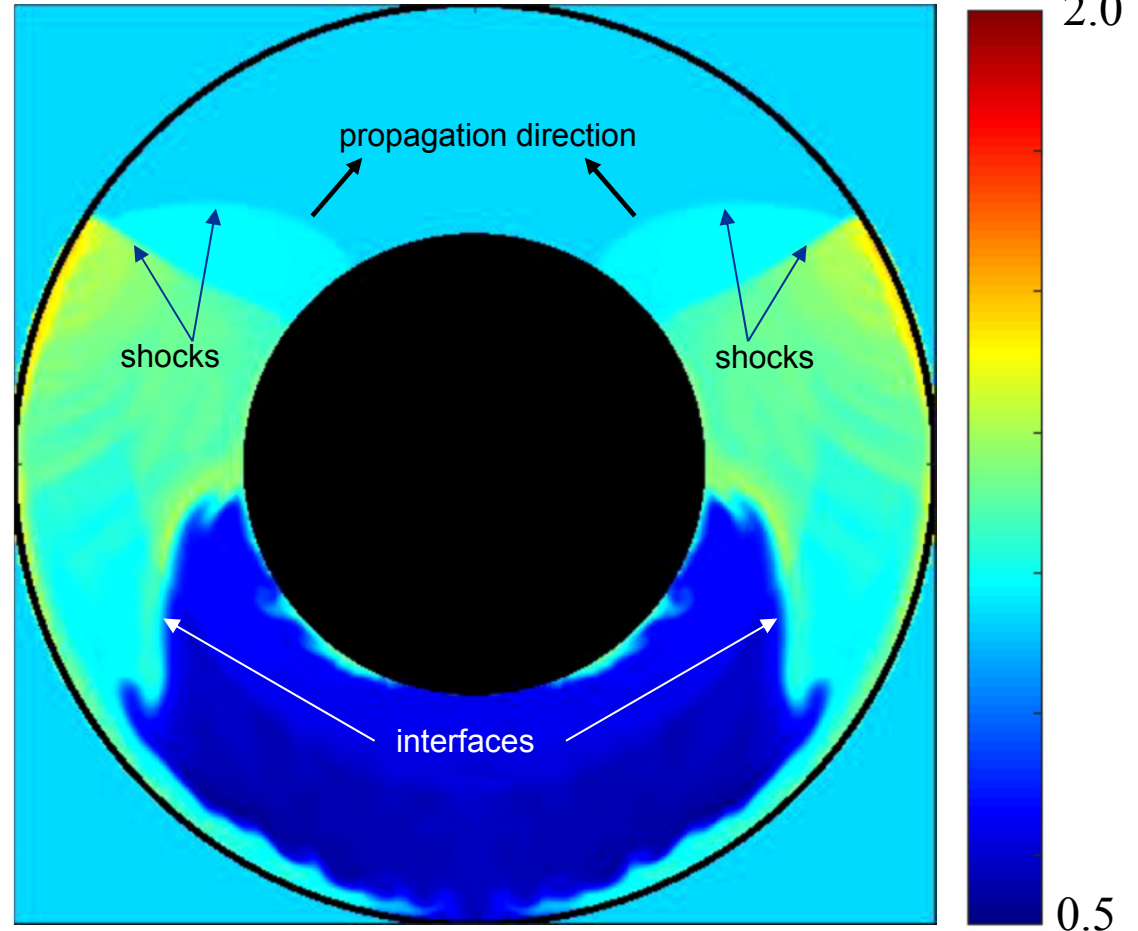 2.0
propagation direction
shocks
shocks
interfaces
0.5